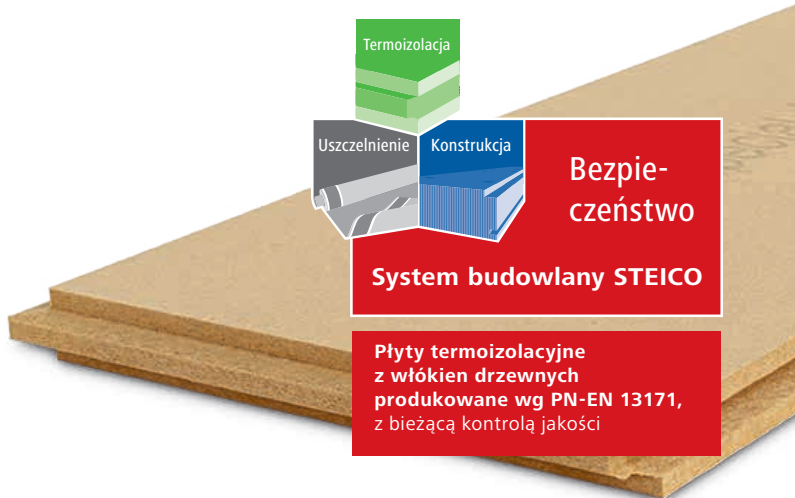 Termoizolacja
Uszczelnienie
Konstrukcja
Bezpie-
czeństwo
System budowlany STEICO
Płyty termoizolacyjne
z włókien drzewnych
produkowane wg PN-EN 13171,
z bieżącą kontrolą jakości